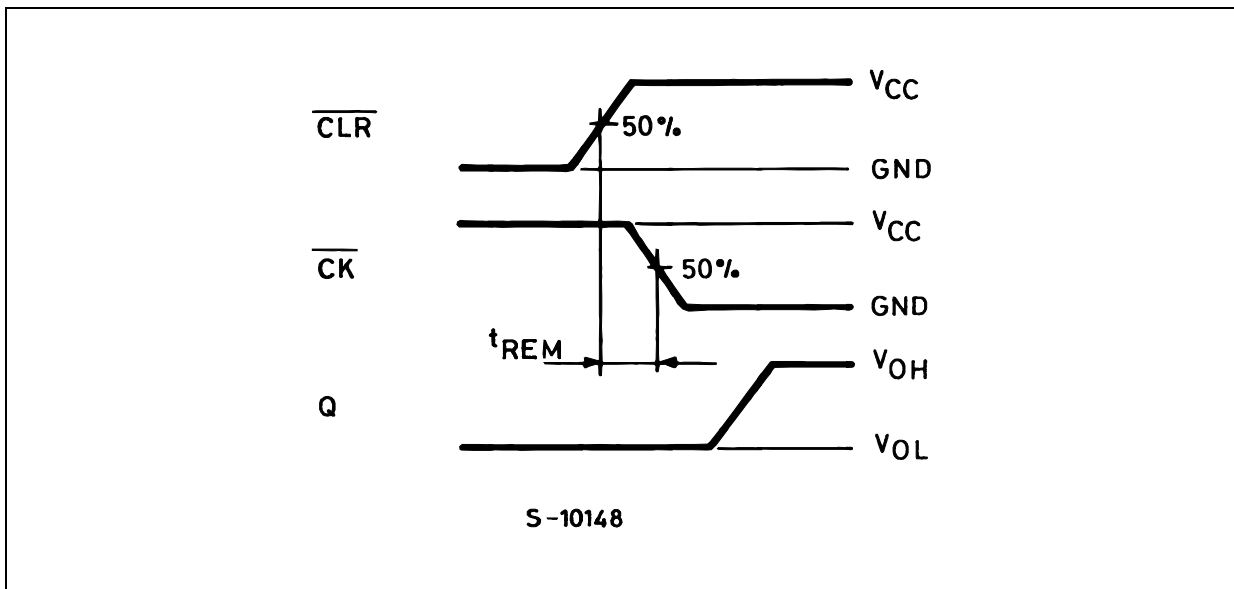 VCC
CLR
50%
GND
VCC
CK
50%
GND
tREM
VOH
Q
VOL
S-10148